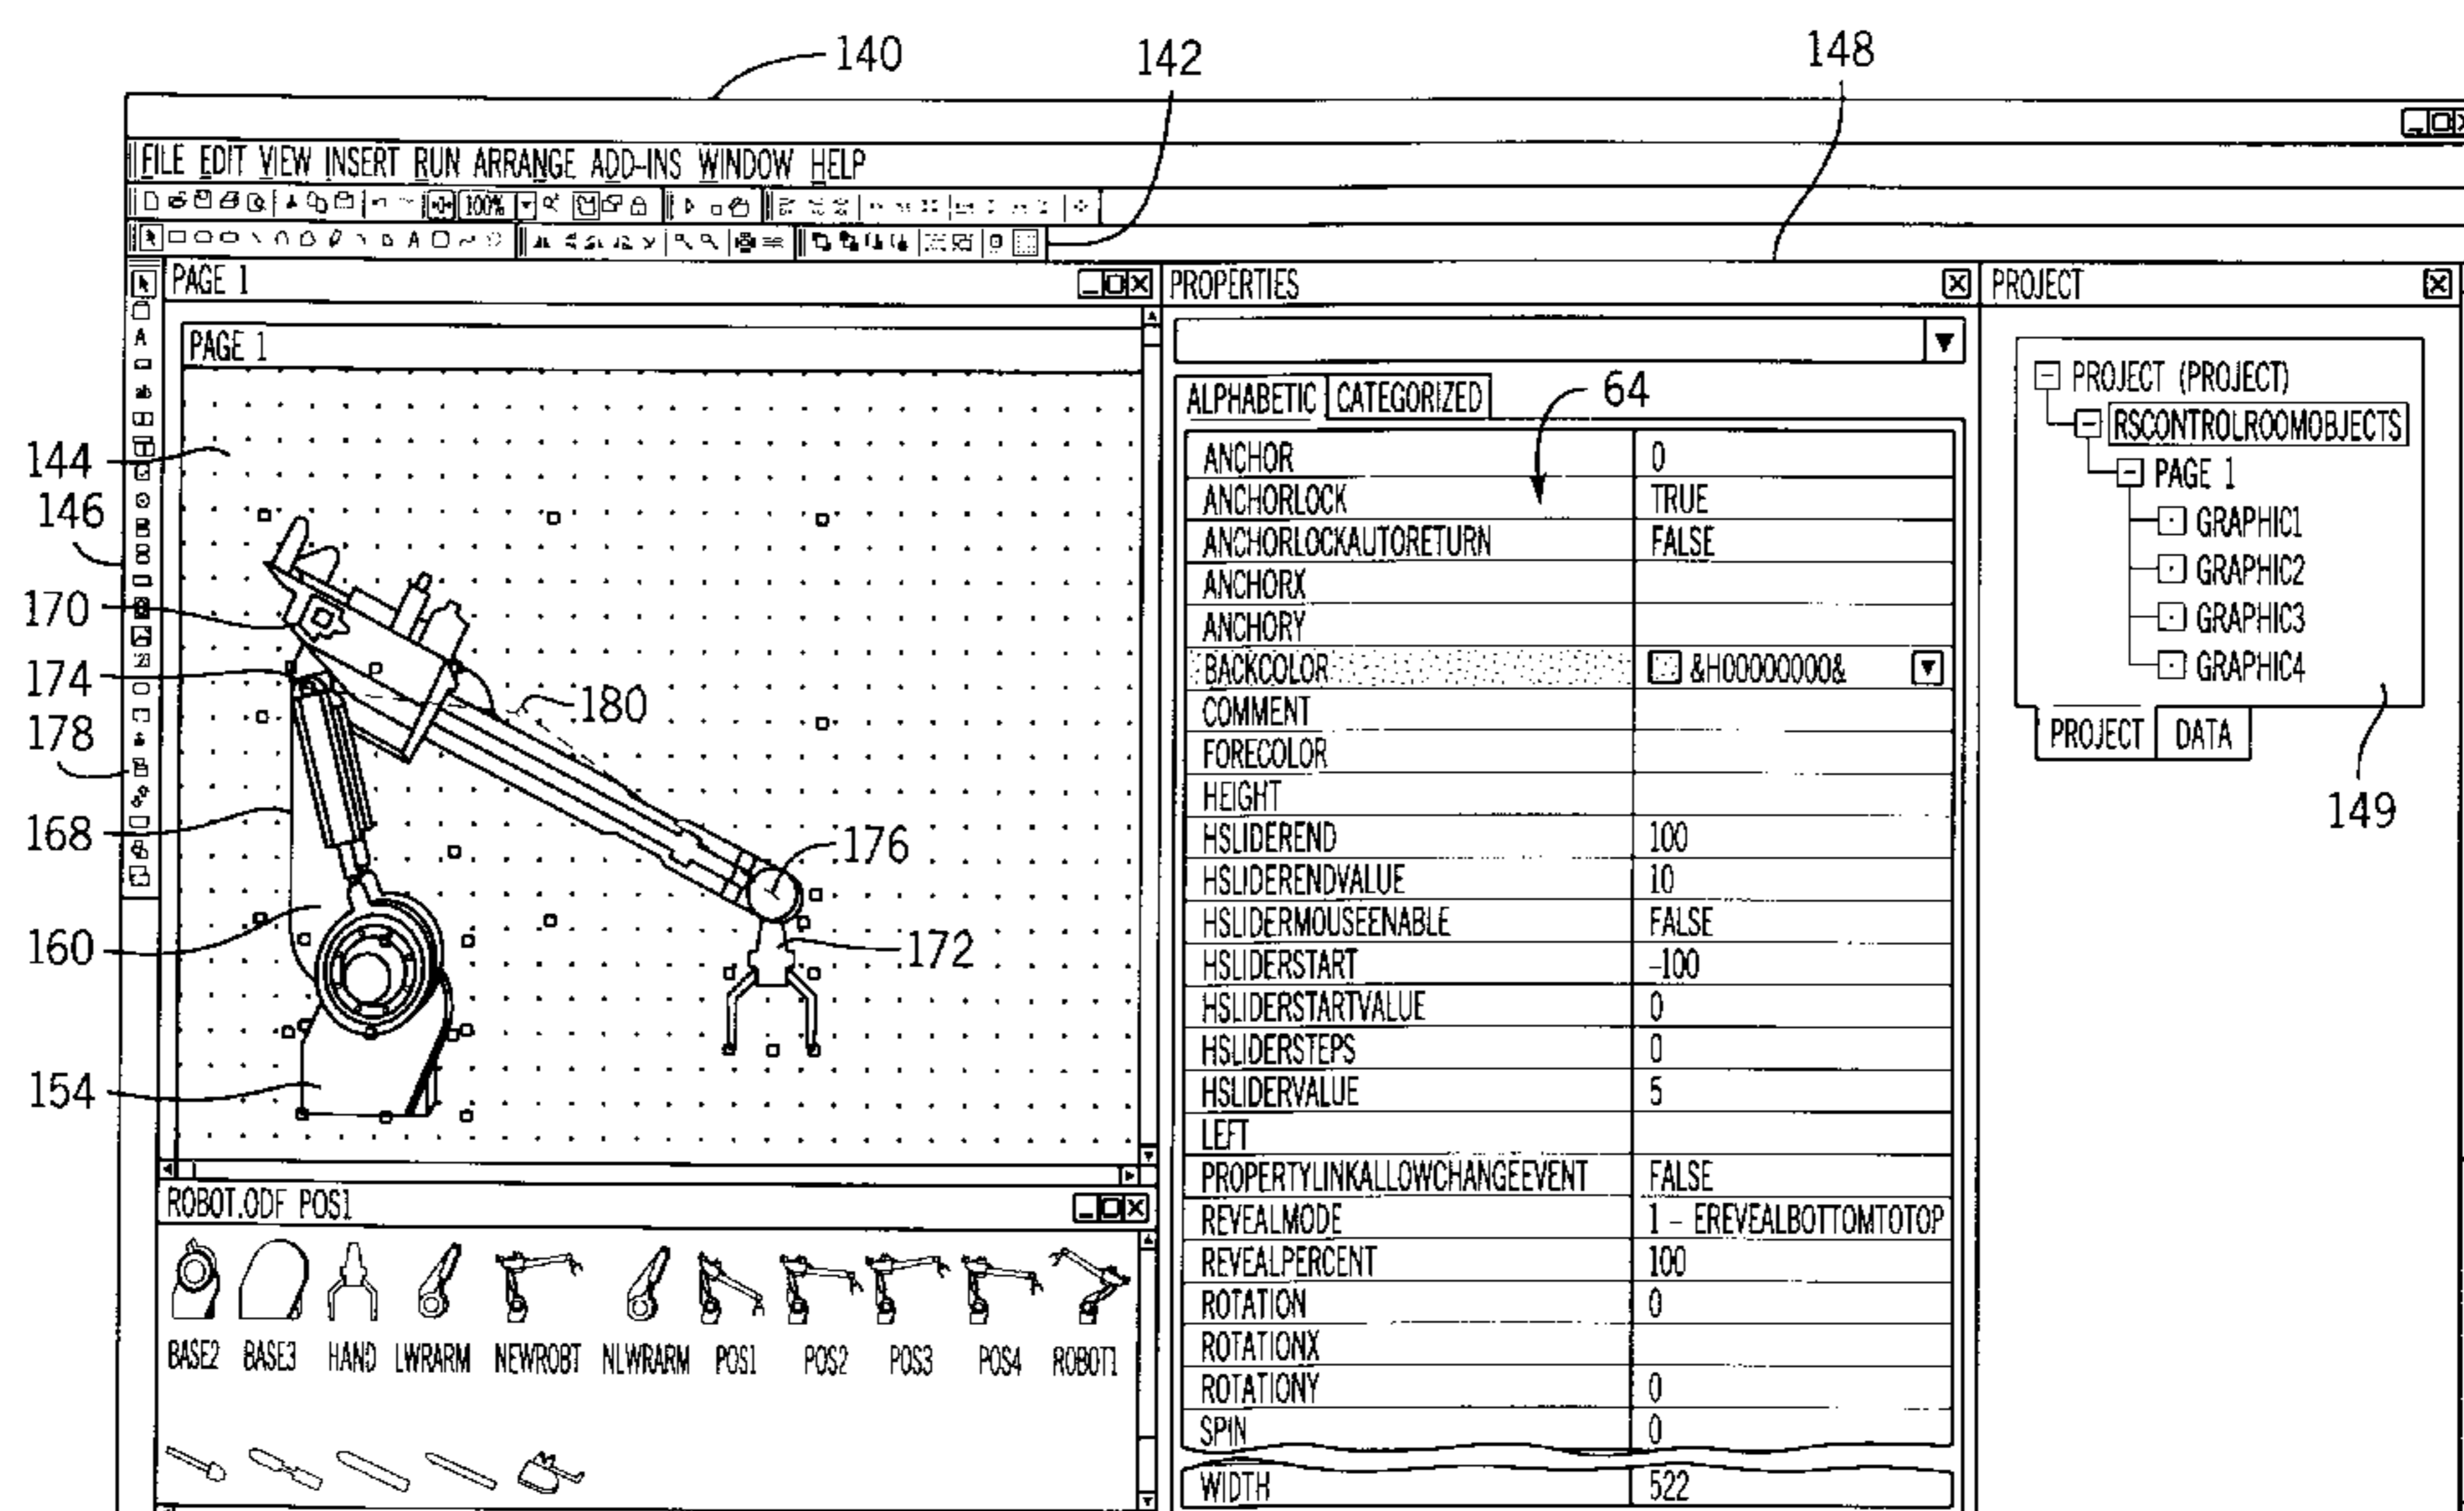 140
142
148
FILE EDIT VIEW INSERT RUN ARRANGE ADD-INS WINDOW HELP
100%
A
PAGE 1
PROPERTIES
PROJECT
A
ab
PAGE 1
144
146
170
174
178
168
160
154
180
176
172
ALPHABETIC CATEGORIZED
64
ANCHOR 0
ANCHORLOCK TRUE
ANCHORLOCKAUTORETURN FALSE
ANCHORX
ANCHORY
BACKCOLOR &H00000000&
COMMENT
FORECOLOR
HEIGHT
HSLIDEREND 100
HSLIDERENDVALUE 10
HSLIDERMOUSEENABLE FALSE
HSLIDERSTART -100
HSLIDERSTARTVALUE 0
HSLIDERSTEPS 0
HSLIDERVALUE 5
LEFT
PROPERTYLINKALLOWCHANGEEVENT FALSE
REVEALMODE 1 - EREVEALBOTTOMTOTOP
REVEALPERCENT 100
ROTATION 0
ROTATIONX
ROTATIONY 0
SPIN 0
WIDTH 522
PROJECT (PROJECT)
RSCONTROLROOMOBJECTS
PAGE 1
GRAPHIC1
GRAPHIC2
GRAPHIC3
GRAPHIC4
PROJECT DATA
149
ROBOT.ODF POS1
BASE2 BASE3 HAND LWRARM NEWROBT NLWRARM POS1 POS2 POS3 POS4 ROBOT1